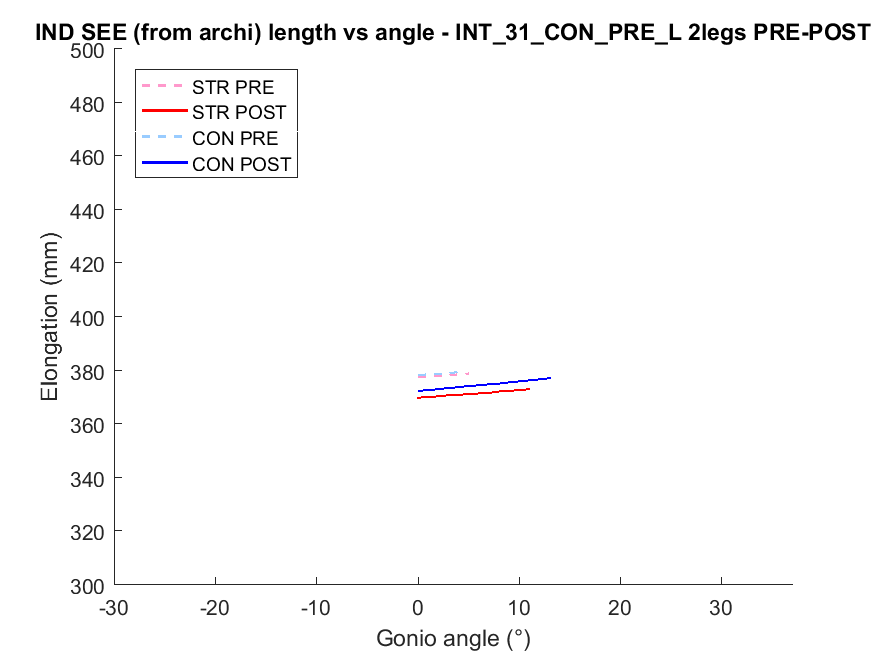 IND SEE (from archi) length vs angle - INT_31_CON_PRE_L 2legs PRE-POST
500
480
460
440
420
400
380
360
340
320
300
Elongation (mm)
STR PRE
STR POST
CON PRE
CON POST
-30
-20
-10
0
10
20
30
Gonio angle (°)